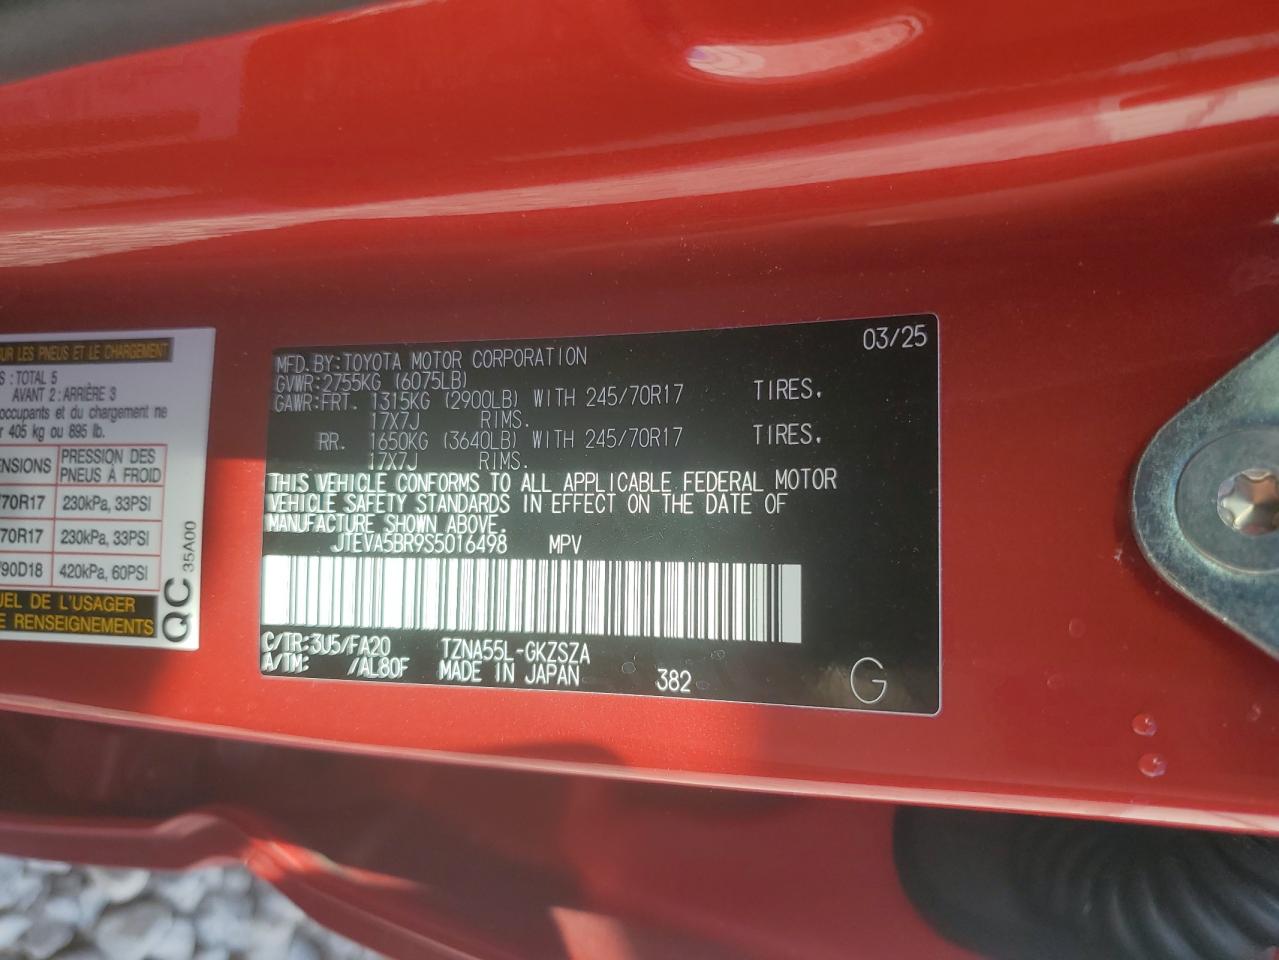 UR LES PNEUS ET LE CHARGEMENT
S : TOTAL 5
AVANT 2 : ARRIÈRE 3
occupants et du chargement ne
r 405 kg ou 895 lb.
ENSIONS PRESSION DES PNEUS À FROID
/70R17 230kPa, 33PSI
70R17 230kPa, 33PSI
/90D18 420kPa, 60PSI
UEL DE L'USAGER
E RENSEIGNEMENTS
QC 35A00
03/25
MFD. BY: TOYOTA MOTOR CORPORATION
GVWR: 2755KG (6075LB)
GAWR: FRT. 1315KG (2900LB) WITH 245/70R17 TIRES.
17X7J RIMS.
RR. 1650KG (3640LB) WITH 245/70R17 TIRES.
17X7J RIMS.
THIS VEHICLE CONFORMS TO ALL APPLICABLE FEDERAL MOTOR
VEHICLE SAFETY STANDARDS IN EFFECT ON THE DATE OF
MANUFACTURE SHOWN ABOVE.
JTEVA5BR9S5016498 MPV
C/TR: 3U5/FA20 TZNA55L-GKZSZA
A/TM: /AL80F MADE IN JAPAN 382 G